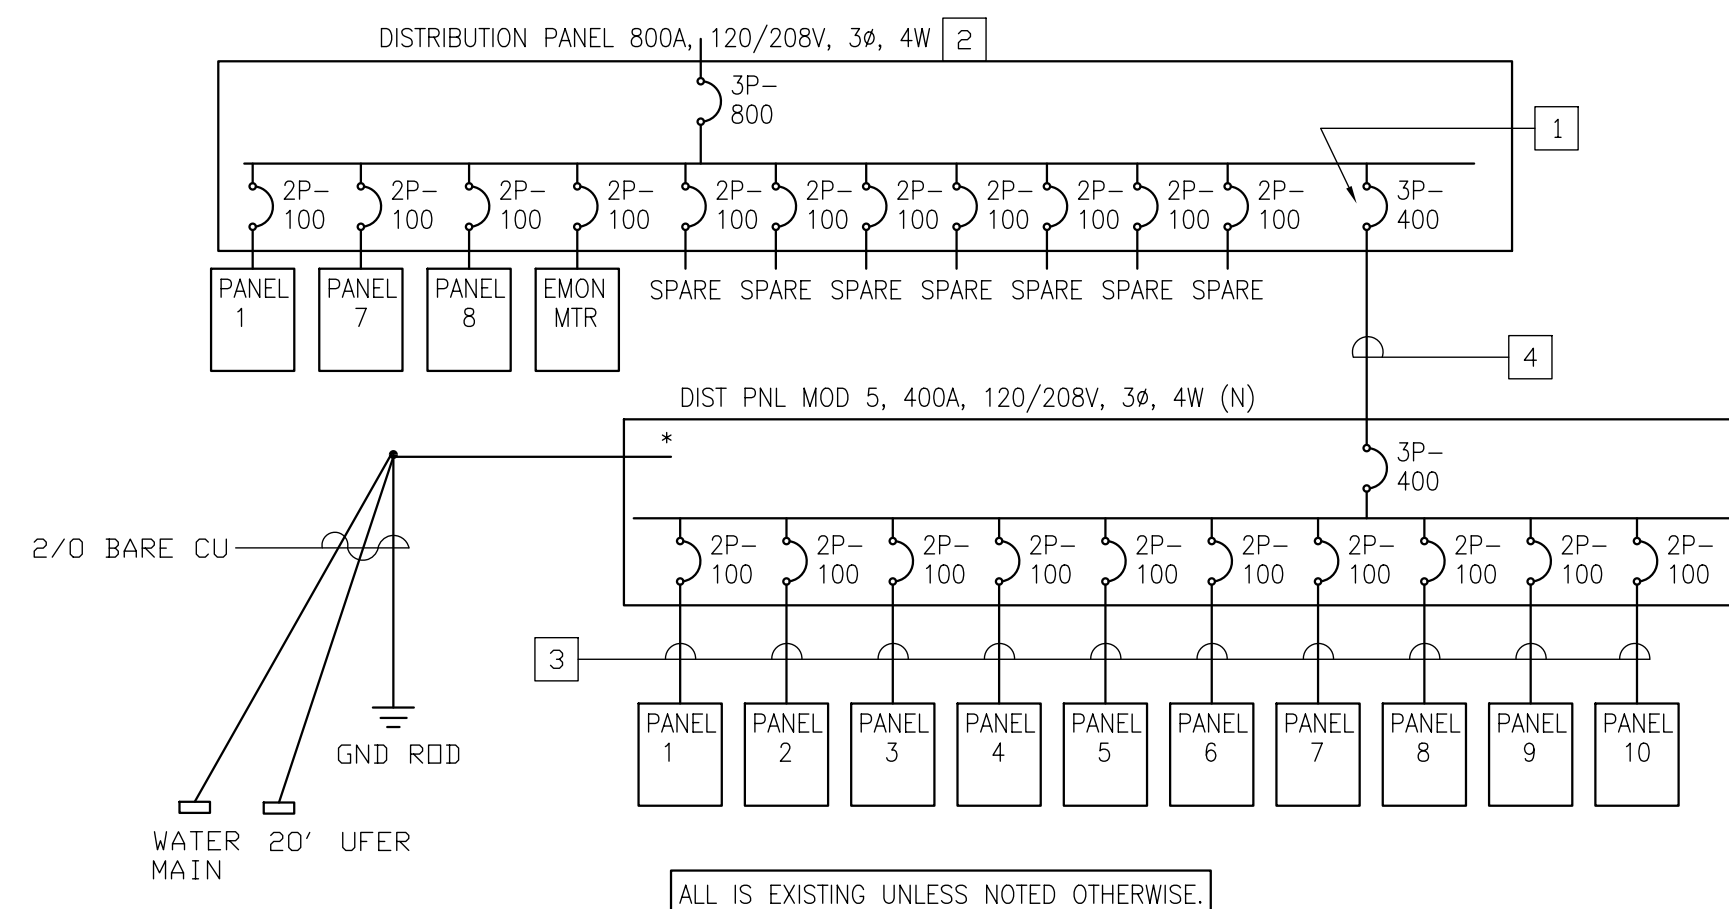 DISTRIBUTION PANEL 800A, 120/208V, 3ø, 4W 2
3P-
800
1
2P- 2P- 2P- 2P- 2P- 2P- 2P- 2P- 2P- 2P- 2P- 3P-
100 100 100 100 100 100 100 100 100 100 100 400
PANEL PANEL PANEL EMON SPARE SPARE SPARE SPARE SPARE SPARE SPARE
1 7 8 MTR
4
DIST PNL MOD 5, 400A, 120/208V, 3ø, 4W (N)
*
3P-
400
2/0 BARE CU
2P- 2P- 2P- 2P- 2P- 2P- 2P- 2P- 2P- 2P-
100 100 100 100 100 100 100 100 100 100
3
PANEL PANEL PANEL PANEL PANEL PANEL PANEL PANEL PANEL PANEL
1 2 3 4 5 6 7 8 9 10
GND ROD
WATER 20' UFER
MAIN
ALL IS EXISTING UNLESS NOTED OTHERWISE.